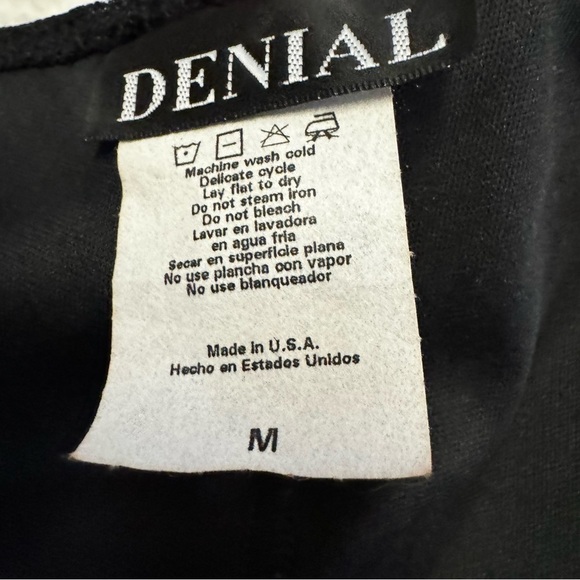 DENIAL
Machine wash cold
Delicate cycle
Lay flat to dry
Do not steam iron
Do not bleach
Lavar en lavadora
en agua fria
Secar en superficie plana
No use plancha con vapor
No use blanqueador
Made in U.S.A.
Hecho en Estados Unidos
M